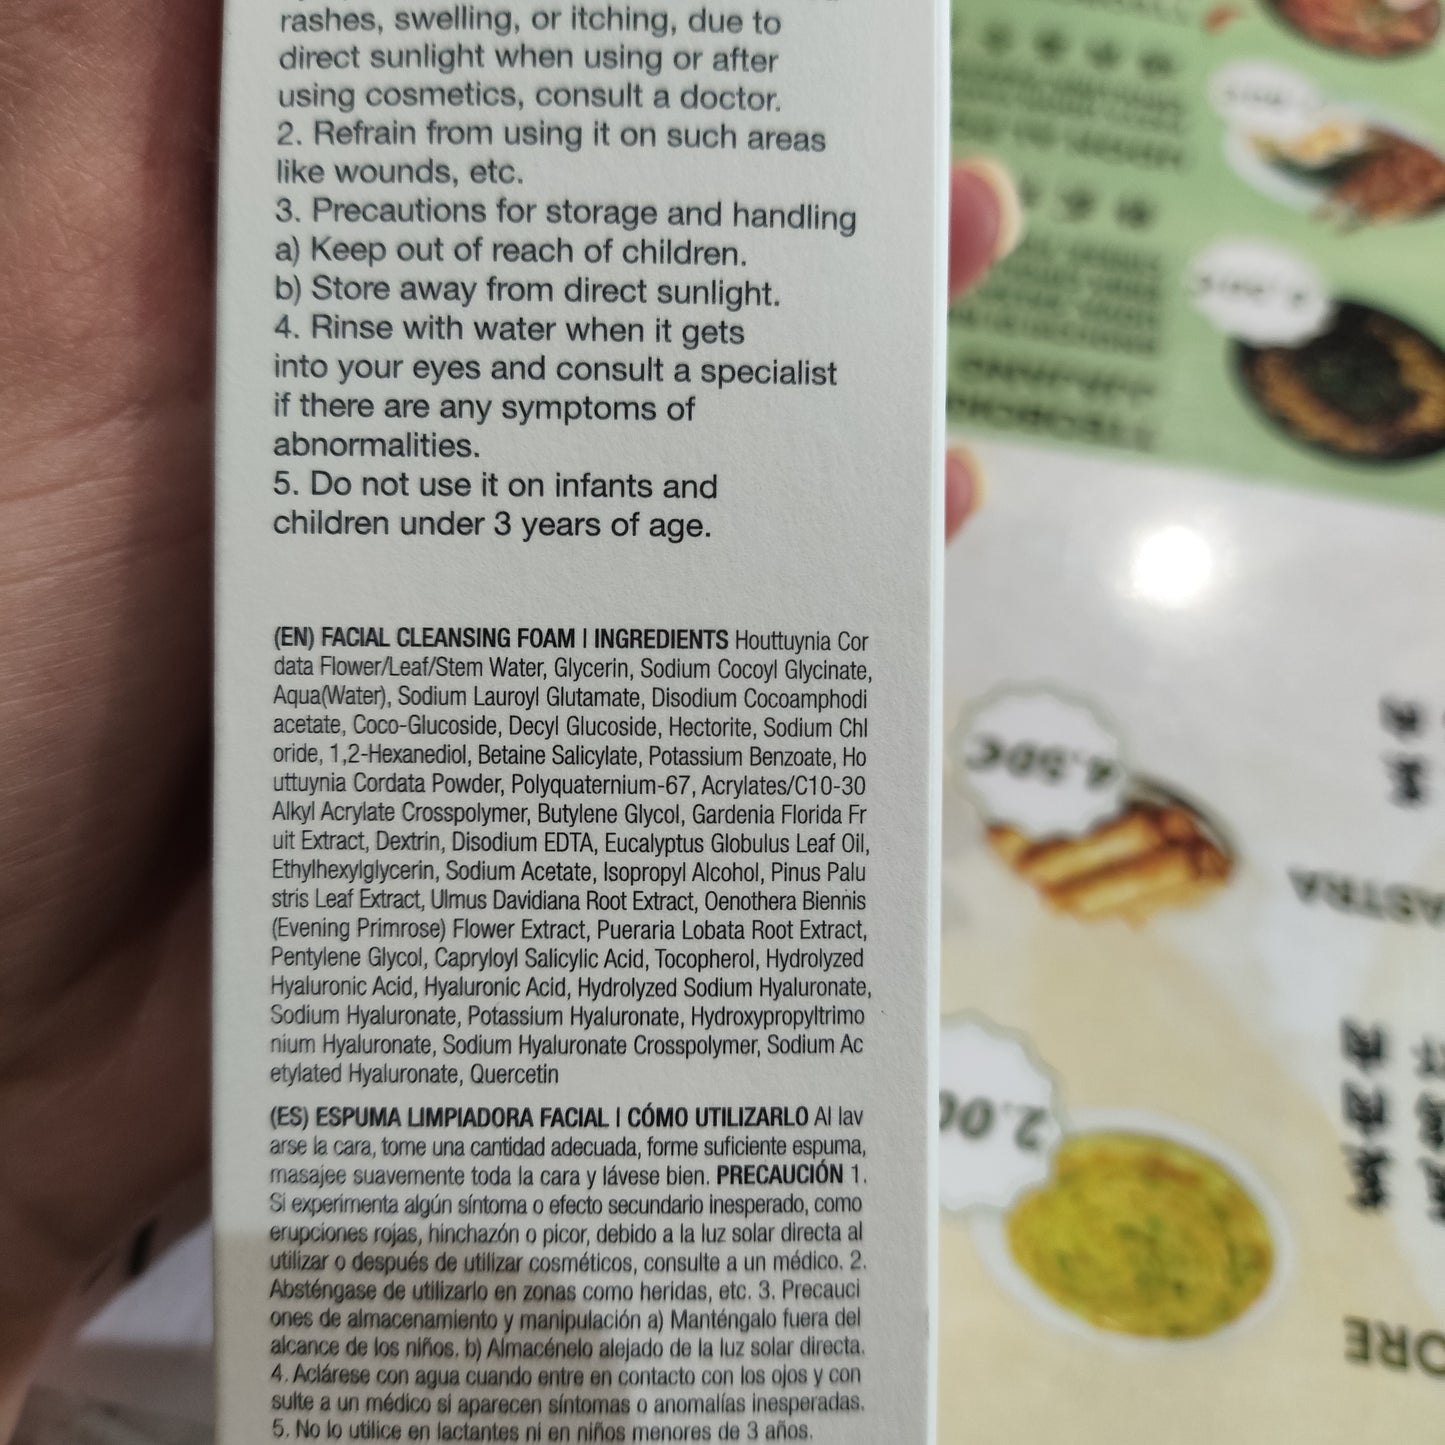 rashes, swelling, or itching, due to
direct sunlight when using or after
using cosmetics, consult a doctor.
2. Refrain from using it on such areas
like wounds, etc.
3. Precautions for storage and handling
a) Keep out of reach of children.
b) Store away from direct sunlight.
4. Rinse with water when it gets
into your eyes and consult a specialist
if there are any symptoms of
abnormalities.
5. Do not use it on infants and
children under 3 years of age.
(EN) FACIAL CLEANSING FOAM | INGREDIENTS Houttuynia Cor
data Flower/Leaf/Stem Water, Glycerin, Sodium Cocoyl Glycinate,
Aqua(Water), Sodium Lauroyl Glutamate, Disodium Cocoamphodi
acetate, Coco-Glucoside, Decyl Glucoside, Hectorite, Sodium Chl
oride, 1,2-Hexanediol, Betaine Salicylate, Potassium Benzoate, Ho
uttuynia Cordata Powder, Polyquaternium-67, Acrylates/C10-30
Alkyl Acrylate Crosspolymer, Butylene Glycol, Gardenia Florida Fr
uit Extract, Dextrin, Disodium EDTA, Eucalyptus Globulus Leaf Oil,
Ethylhexylglycerin, Sodium Acetate, Isopropyl Alcohol, Pinus Palu
stris Leaf Extract, Ulmus Davidiana Root Extract, Oenothera Biennis
(Evening Primrose) Flower Extract, Pueraria Lobata Root Extract,
Pentylene Glycol, Capryloyl Salicylic Acid, Tocopherol, Hydrolyzed
Hyaluronic Acid, Hyaluronic Acid, Hydrolyzed Sodium Hyaluronate,
Sodium Hyaluronate, Potassium Hyaluronate, Hydroxypropyltrimo
nium Hyaluronate, Sodium Hyaluronate Crosspolymer, Sodium Ac
etylated Hyaluronate, Quercetin
(ES) ESPUMA LIMPIADORA FACIAL | CÓMO UTILIZARLO Al lav
arse la cara, tome una cantidad adecuada, forme suficiente espuma,
masajee suavemente toda la cara y lávese bien. PRECAUCIÓN 1.
Si experimenta algún síntoma o efecto secundario inesperado, como
erupciones rojas, hinchazón o picor, debido a la luz solar directa al
utilizar o después de utilizar cosméticos, consulte a un médico. 2.
Absténgase de utilizarlo en zonas como heridas, etc. 3. Precauci
ones de almacenamiento y manipulación a) Manténgalo fuera del
alcance de los niños. b) Almacénelo alejado de la luz solar directa.
4. Aclárese con agua cuando entre en contacto con los ojos y con
sulte a un médico si aparecen síntomas o anomalías inesperadas.
5. No lo utilice en lactantes ni en niños menores de 3 años.
4.50€
2.00